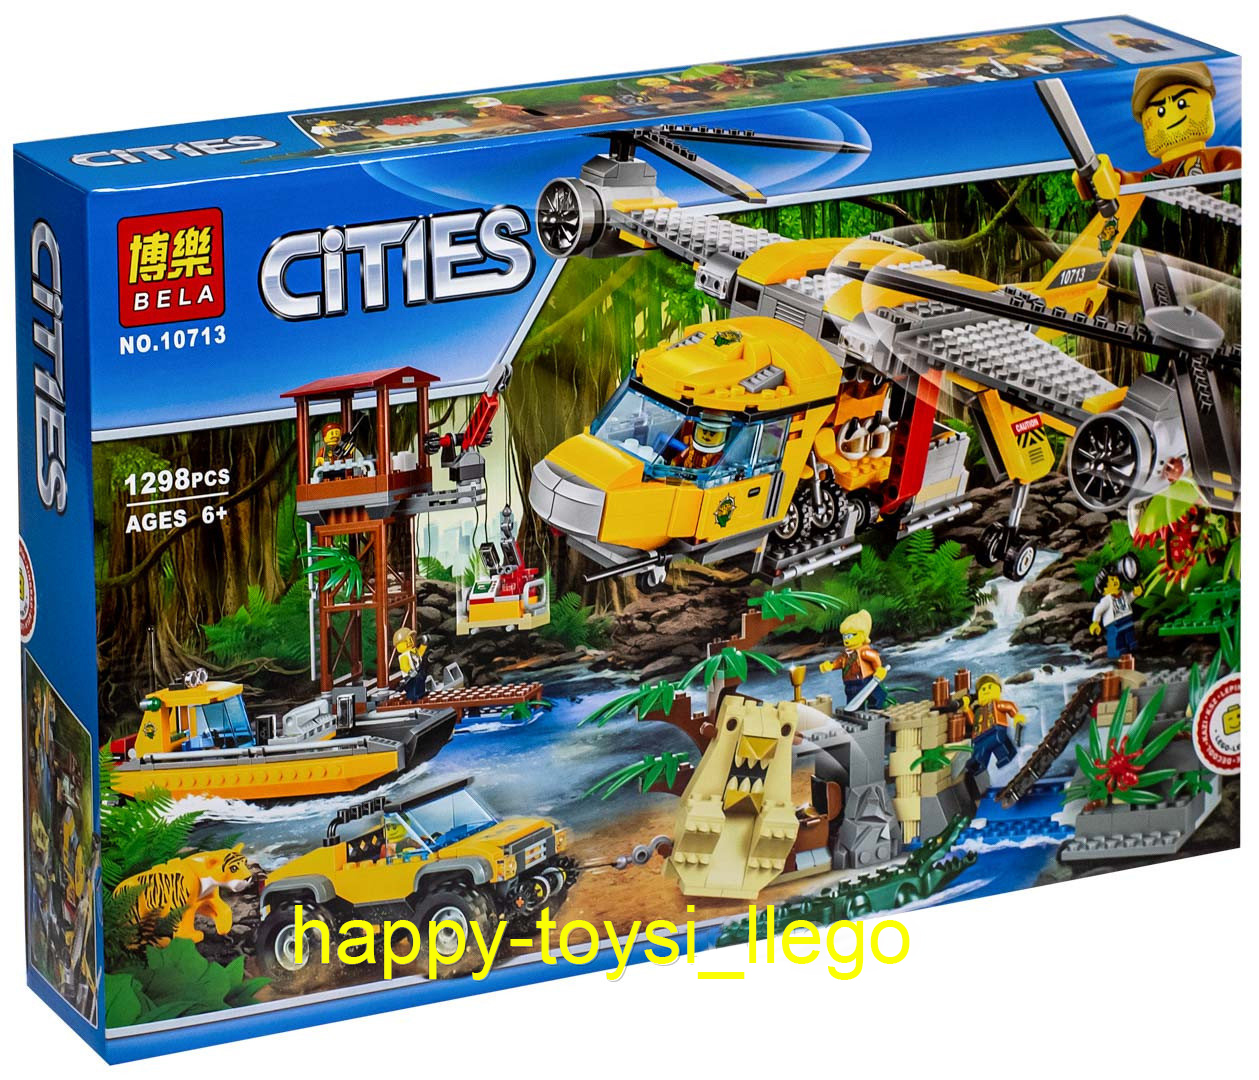 CiTIES
CiTIES
博樂
BELA
NO.10713
CiTIES
1298PCS
AGES 6+
10713
CAUTION
happy-toysi_llego